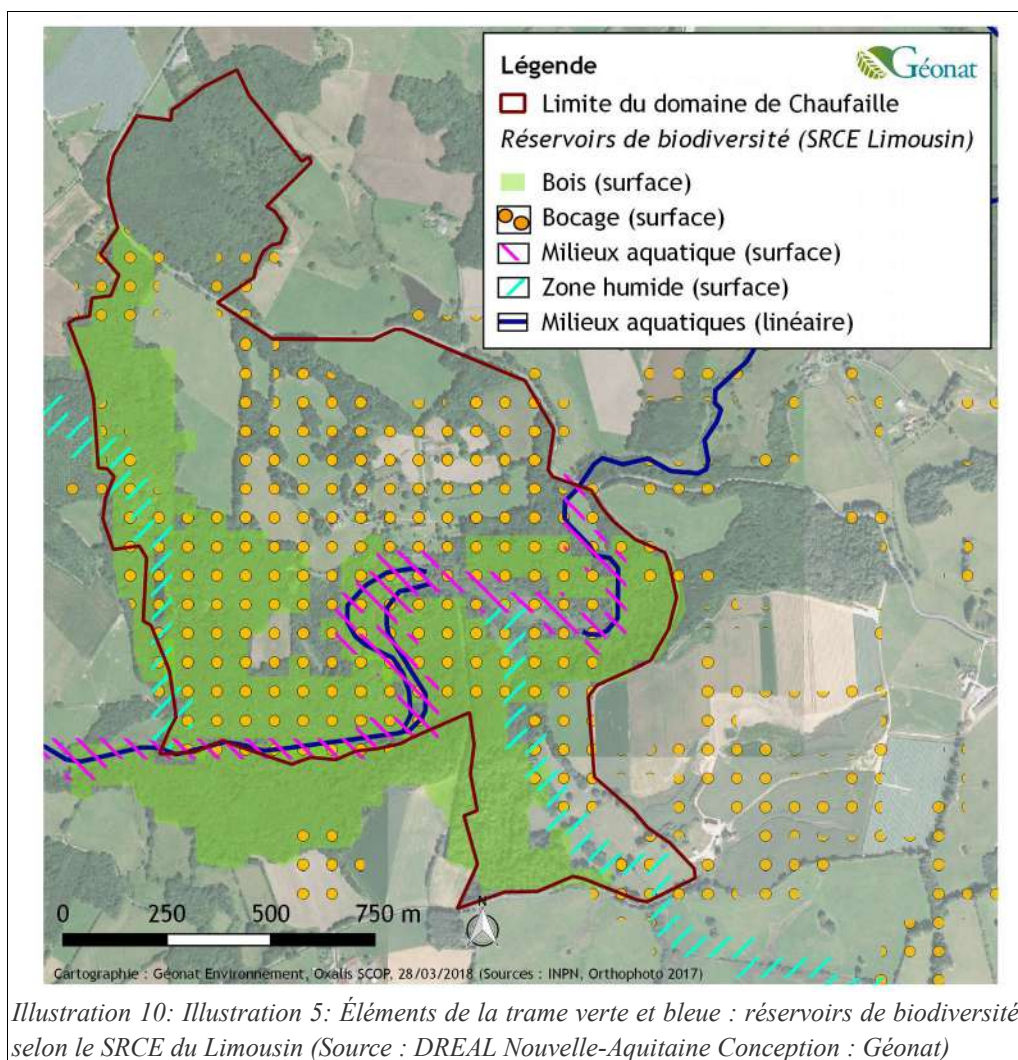 Légende
Géonat
Limite du domaine de Chaufaille
Réservoirs de biodiversité (SRCE Limousin)
Bois (surface)
Bocage (surface)
Milieux aquatique (surface)
Zone humide (surface)
Milieux aquatiques (linéaire)
0 250 500 750 m
N
Cartographie : Géonat Environnement, Oxalis SCOP, 28/03/2018 (Sources : INPN, Orthophoto 2017)
Illustration 10: Illustration 5: Éléments de la trame verte et bleue : réservoirs de biodiversité
selon le SRCE du Limousin (Source : DREAL Nouvelle-Aquitaine Conception : Géonat)